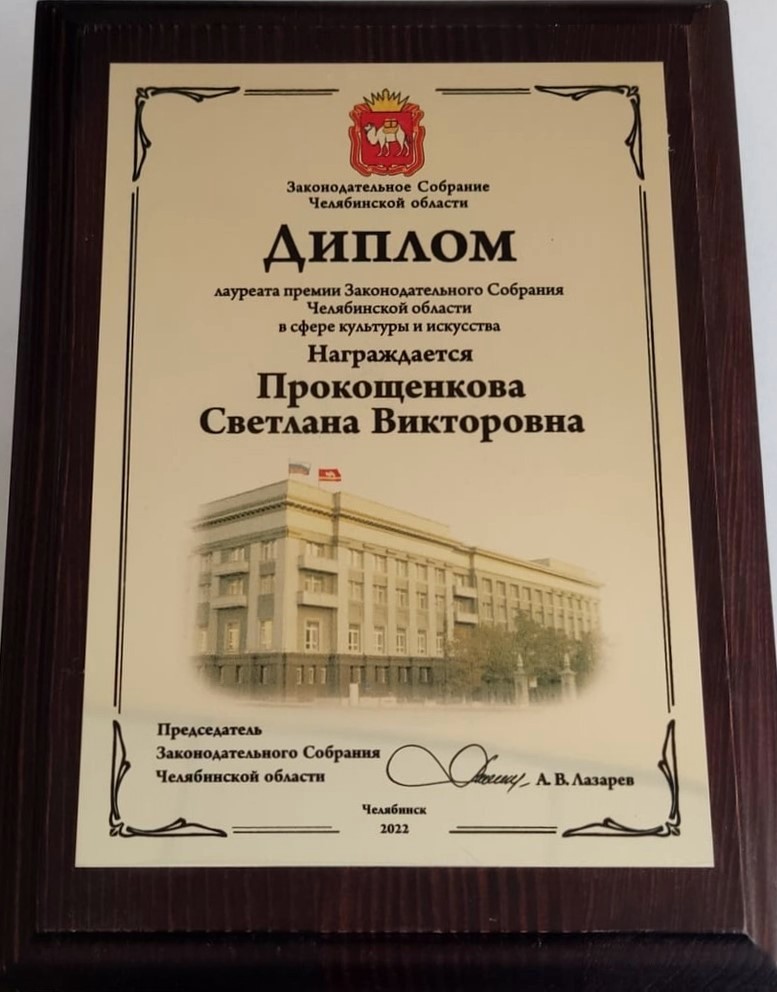 Законодательное Собрание
Челябинской области
Диплом
лауреата премии Законодательного Собрания
Челябинской области
в сфере культуры и искусства
Награждается
Прокощенкова
Светлана Викторовна
Председатель
Законодательного Собрания
Челябинской области
А. В. Лазарев
Челябинск
2022